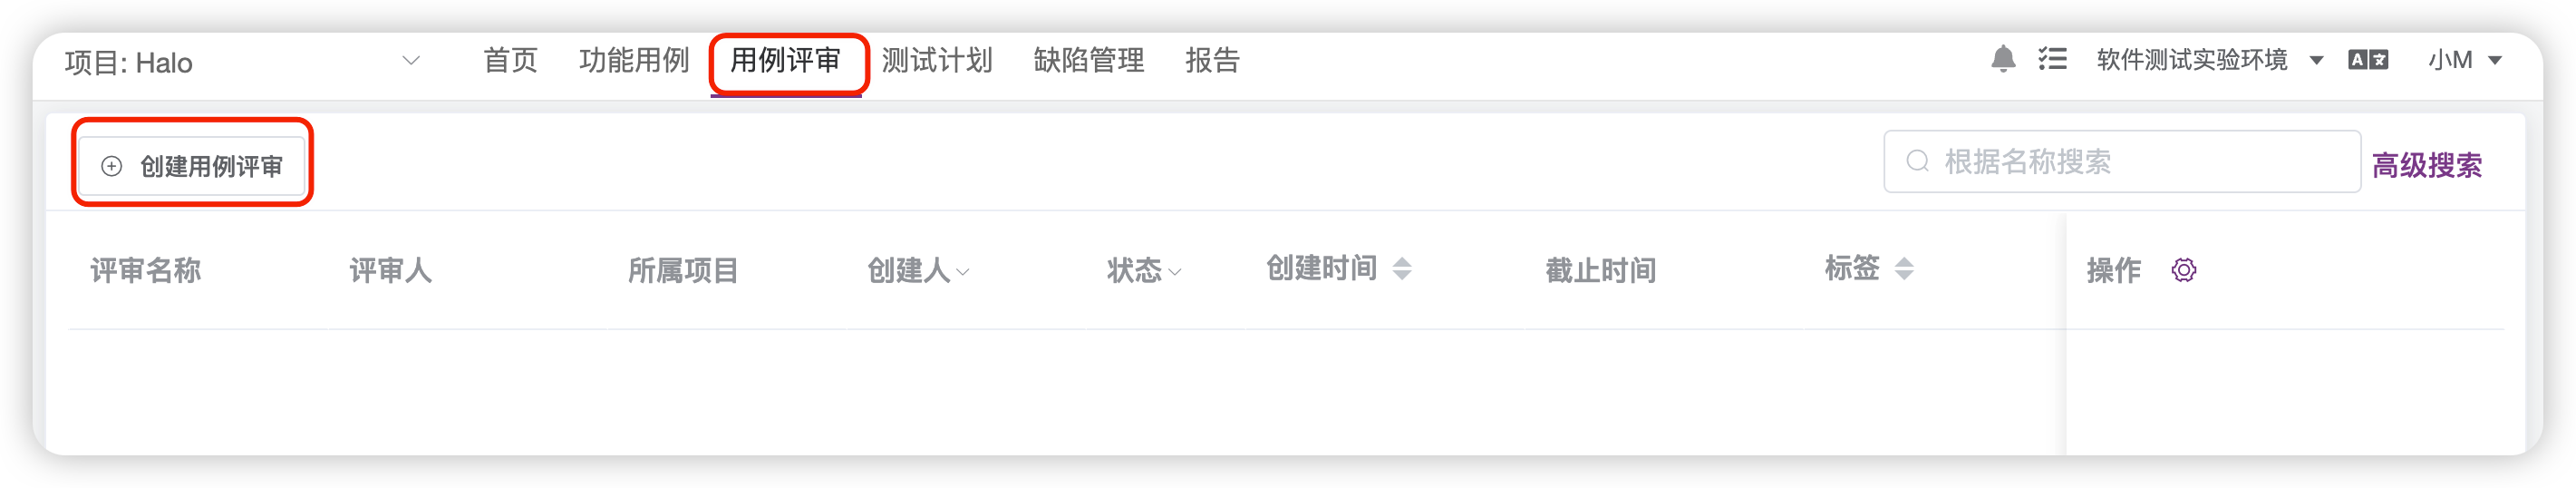 项目: Halo 首页 功能用例 用例评审 测试计划 缺陷管理 报告 软件测试实验环境 小M
创建用例评审 根据名称搜索 高级搜索
评审名称 评审人 所属项目 创建人 状态 创建时间 截止时间 标签 操作